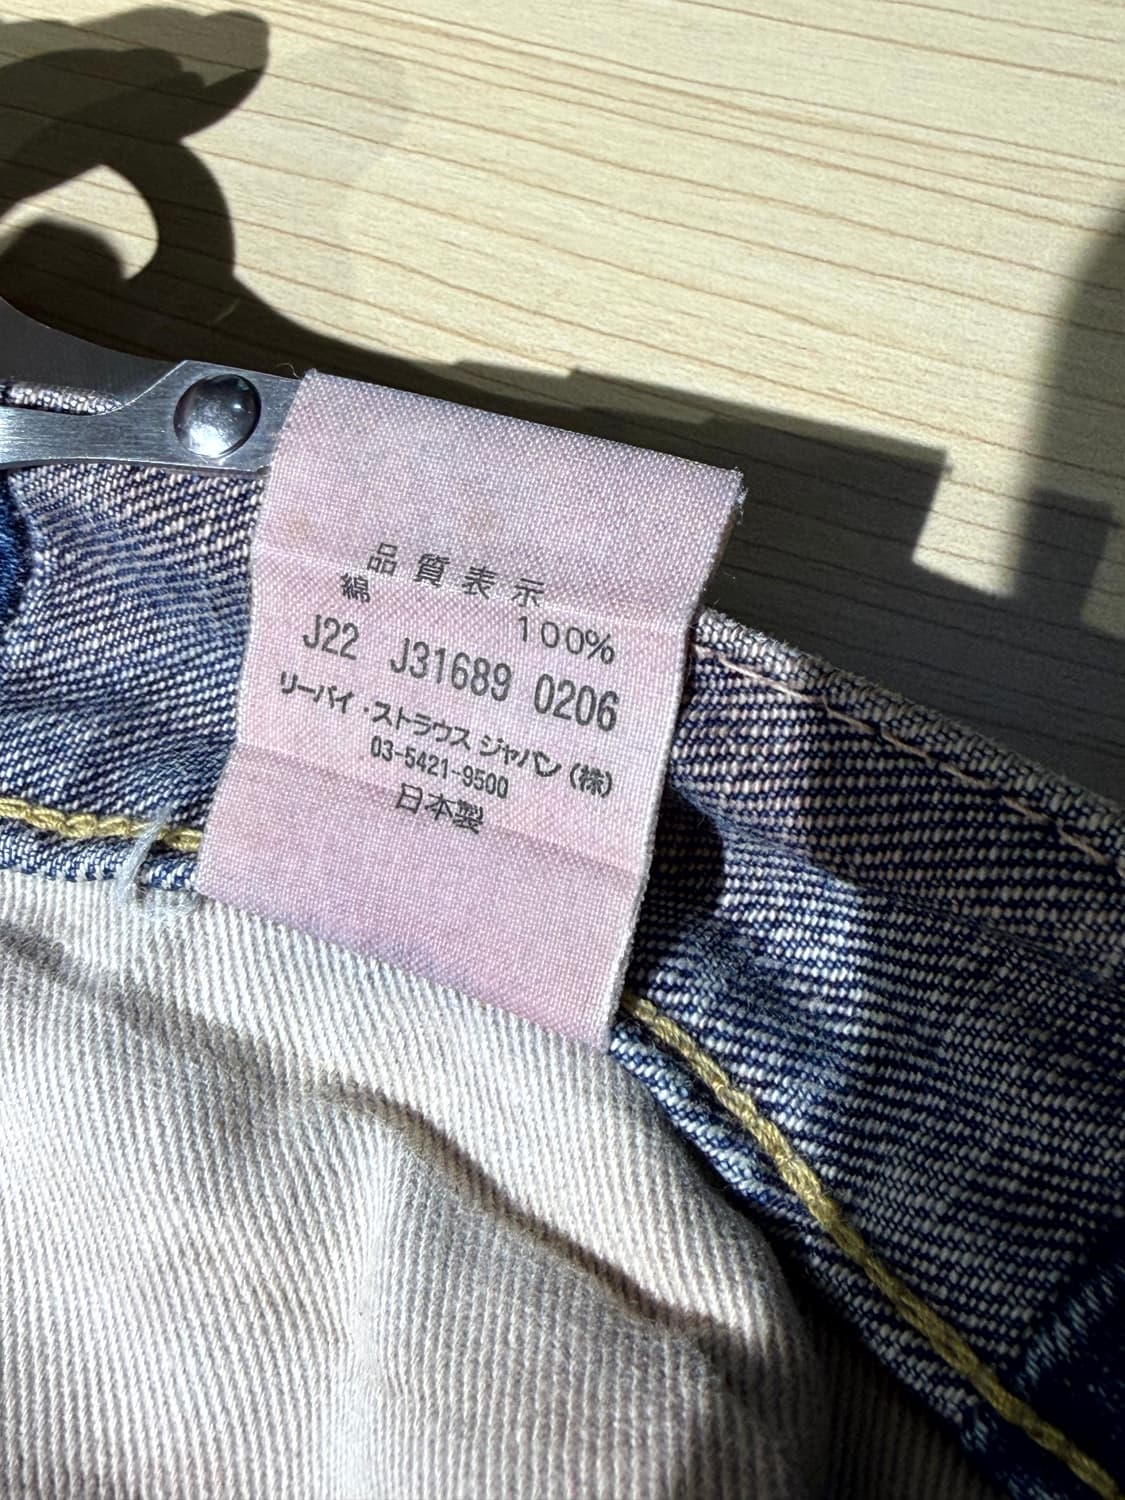 品質表示
綿
100%
J22 J31689 0206
リーバイ・ストラウス ジャパン（株）
03-5421-9500
日本製